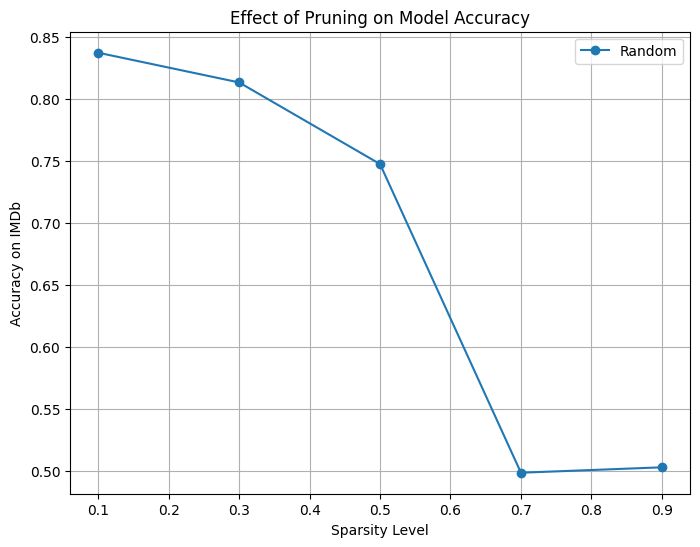 Effect of Pruning on Model Accuracy
Random
Accuracy on IMDb
0.85
0.80
0.75
0.70
0.65
0.60
0.55
0.50
0.1 0.2 0.3 0.4 0.5 0.6 0.7 0.8 0.9
Sparsity Level